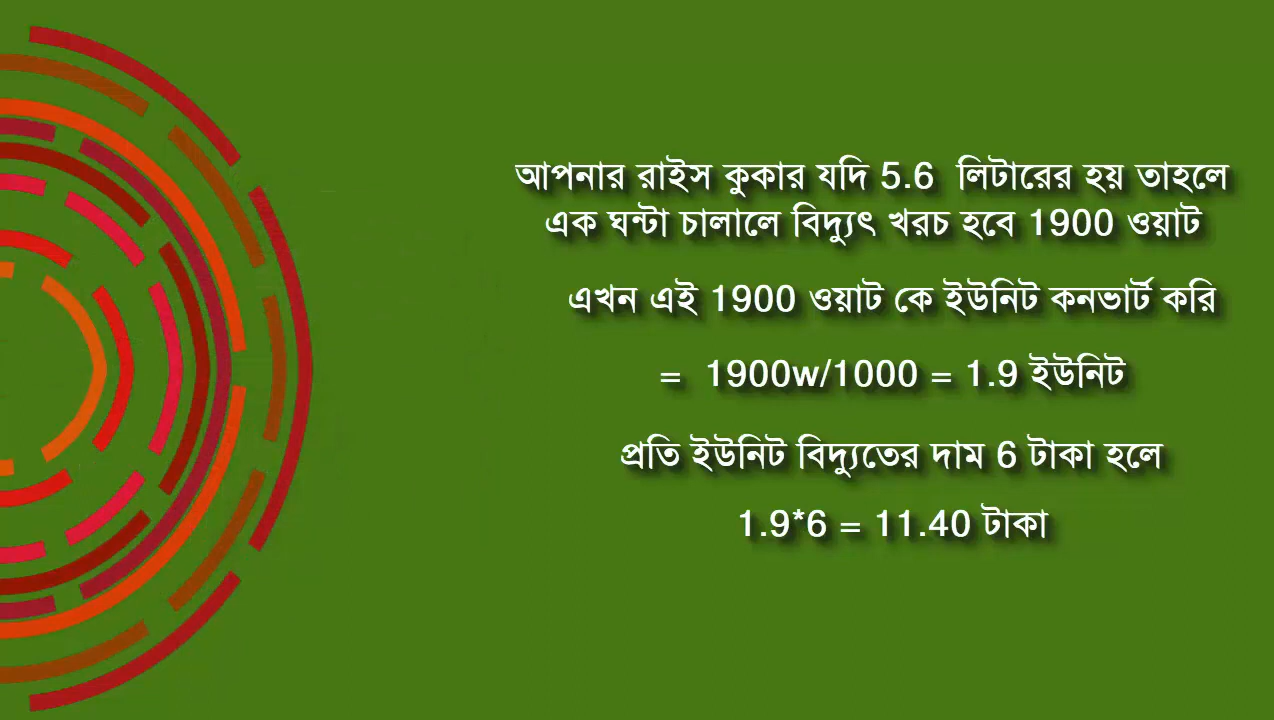 আপনার রাইস কুকার যদি 5.6 লিটারের হয় তাহলে
এক ঘন্টা চালালে বিদ্যুৎ খরচ হবে 1900 ওয়াট
এখন এই 1900 ওয়াট কে ইউনিট কনভার্ট করি
= 1900w/1000 = 1.9 ইউনিট
প্রতি ইউনিট বিদ্যুতের দাম 6 টাকা হলে
1.9*6 = 11.40 টাকা